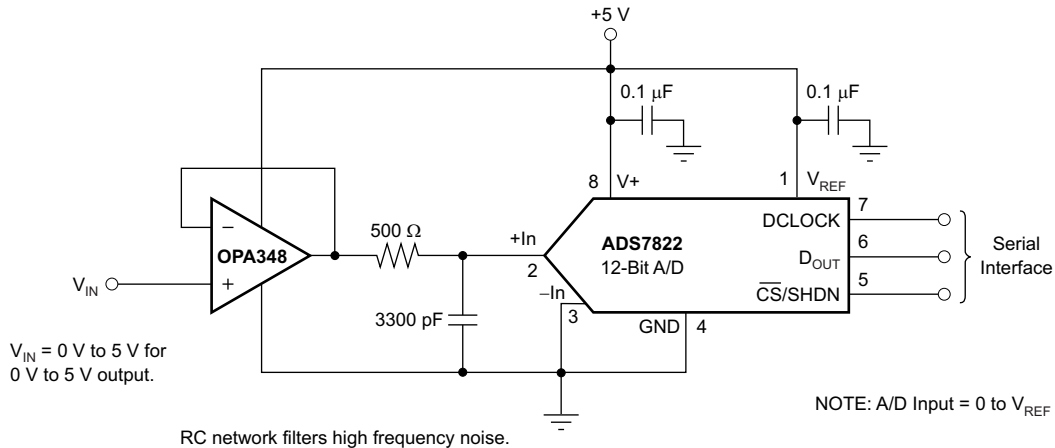 +5 V
0.1 μF
0.1 μF
8
V+
1
V_REF
−
OPA348
+
500 Ω
+In
2
ADS7822
12-Bit A/D
DCLOCK
7
D_OUT
6
C̅S̅/SHDN
5
Serial
Interface
V_IN
−In
3
3300 pF
GND
4
V_IN = 0 V to 5 V for
0 V to 5 V output.
NOTE: A/D Input = 0 to V_REF
RC network filters high frequency noise.